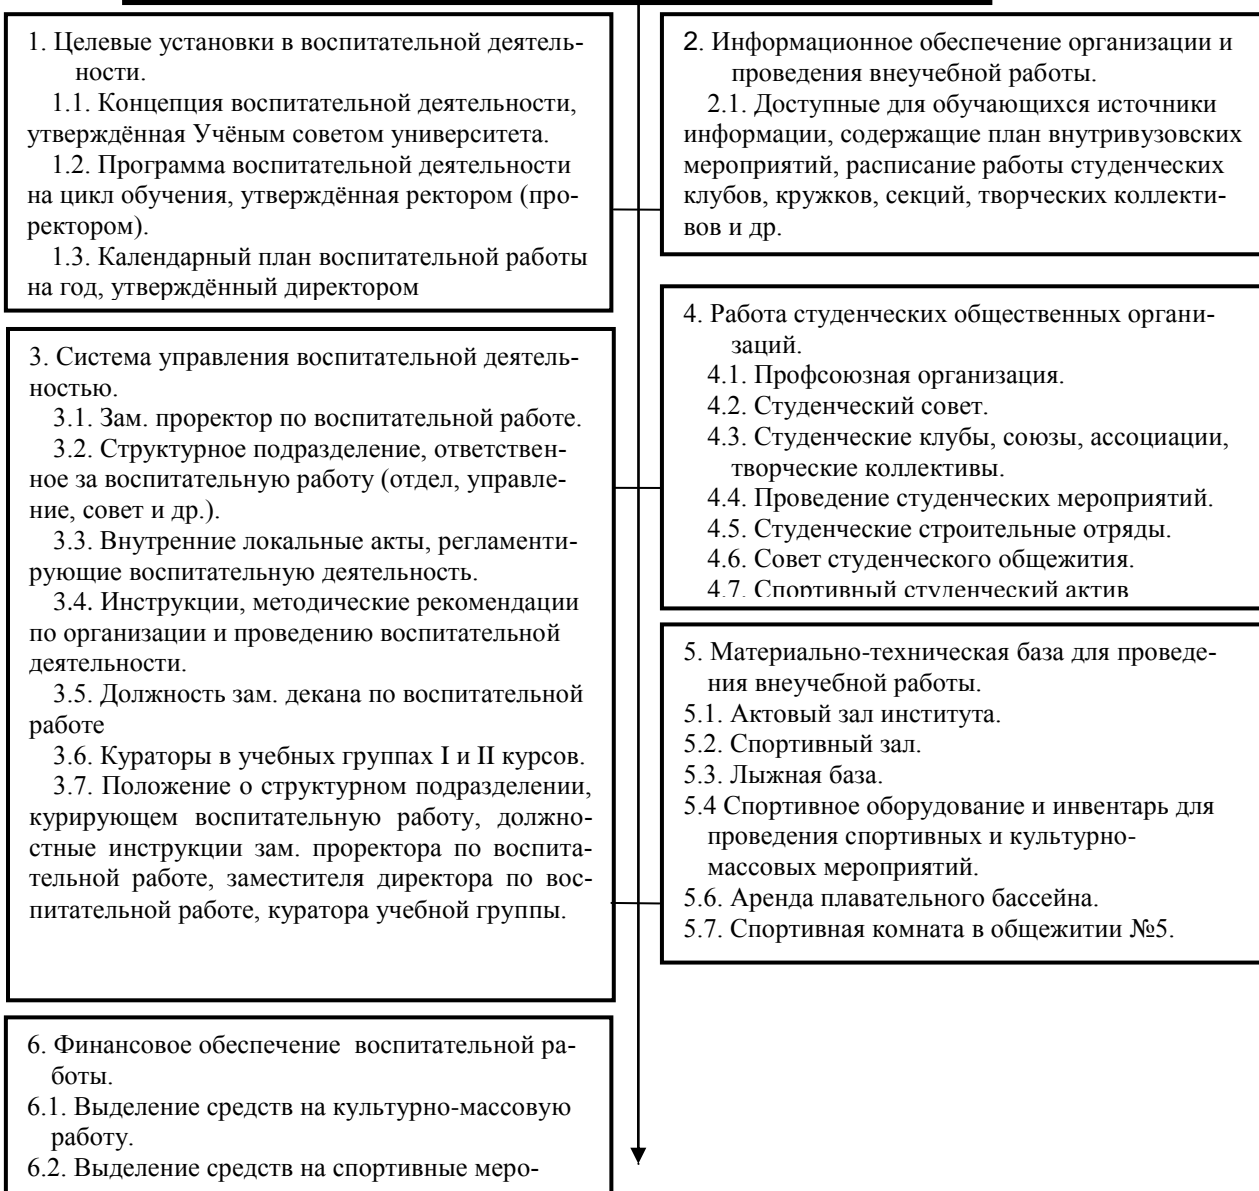 1. Целевые установки в воспитательной деятель-
ности.
1.1. Концепция воспитательной деятельности,
утверждённая Учёным советом университета.
1.2. Программа воспитательной деятельности
на цикл обучения, утверждённая ректором (про-
ректором).
1.3. Календарный план воспитательной работы
на год, утверждённый директором
2. Информационное обеспечение организации и
проведения внеучебной работы.
2.1. Доступные для обучающихся источники
информации, содержащие план внутривузовских
мероприятий, расписание работы студенческих
клубов, кружков, секций, творческих коллекти-
вов и др.
3. Система управления воспитательной деятель-
ностью.
3.1. Зам. проректор по воспитательной работе.
3.2. Структурное подразделение, ответствен-
ное за воспитательную работу (отдел, управле-
ние, совет и др.).
3.3. Внутренние локальные акты, регламенти-
рующие воспитательную деятельность.
3.4. Инструкции, методические рекомендации
по организации и проведению воспитательной
деятельности.
3.5. Должность зам. декана по воспитательной
работе
3.6. Кураторы в учебных группах I и II курсов.
3.7. Положение о структурном подразделении,
курирующем воспитательную работу, должно-
стные инструкции зам. проректора по воспита-
тельной работе, заместителя директора по вос-
питательной работе, куратора учебной группы.
4. Работа студенческих общественных органи-
заций.
4.1. Профсоюзная организация.
4.2. Студенческий совет.
4.3. Студенческие клубы, союзы, ассоциации,
творческие коллективы.
4.4. Проведение студенческих мероприятий.
4.5. Студенческие строительные отряды.
4.6. Совет студенческого общежития.
4.7. Спортивный студенческий актив
5. Материально-техническая база для проведе-
ния внеучебной работы.
5.1. Актовый зал института.
5.2. Спортивный зал.
5.3. Лыжная база.
5.4 Спортивное оборудование и инвентарь для
проведения спортивных и культурно-
массовых мероприятий.
5.6. Аренда плавательного бассейна.
5.7. Спортивная комната в общежитии №5.
6. Финансовое обеспечение воспитательной ра-
боты.
6.1. Выделение средств на культурно-массовую
работу.
6.2. Выделение средств на спортивные меро-